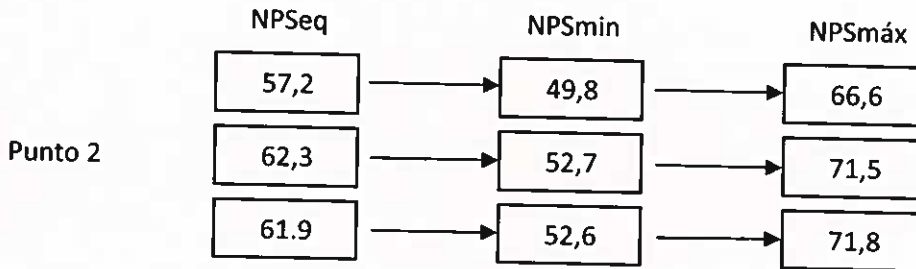 NPSeq NPSmin NPSmáx
57,2 49,8 66,6
Punto 2 62,3 52,7 71,5
61.9 52,6 71,8